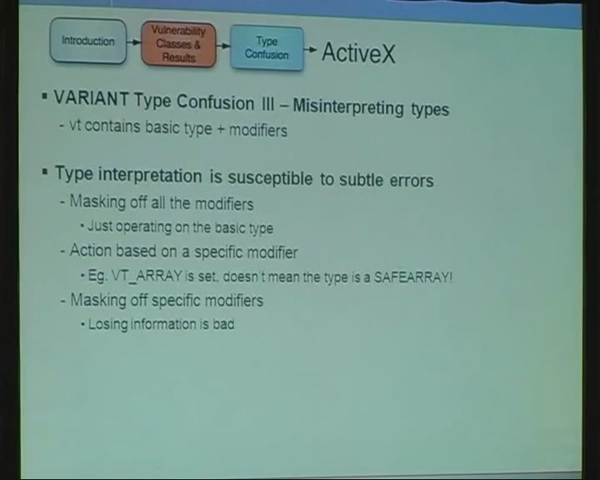 Introduction
Vulnerability
Classes &
Results
Type
Confusion
ActiveX
▪ VARIANT Type Confusion III – Misinterpreting types
- vt contains basic type + modifiers
▪ Type interpretation is susceptible to subtle errors
- Masking off all the modifiers
• Just operating on the basic type
- Action based on a specific modifier
• Eg. VT_ARRAY is set, doesn't mean the type is a SAFEARRAY!
- Masking off specific modifiers
• Losing information is bad